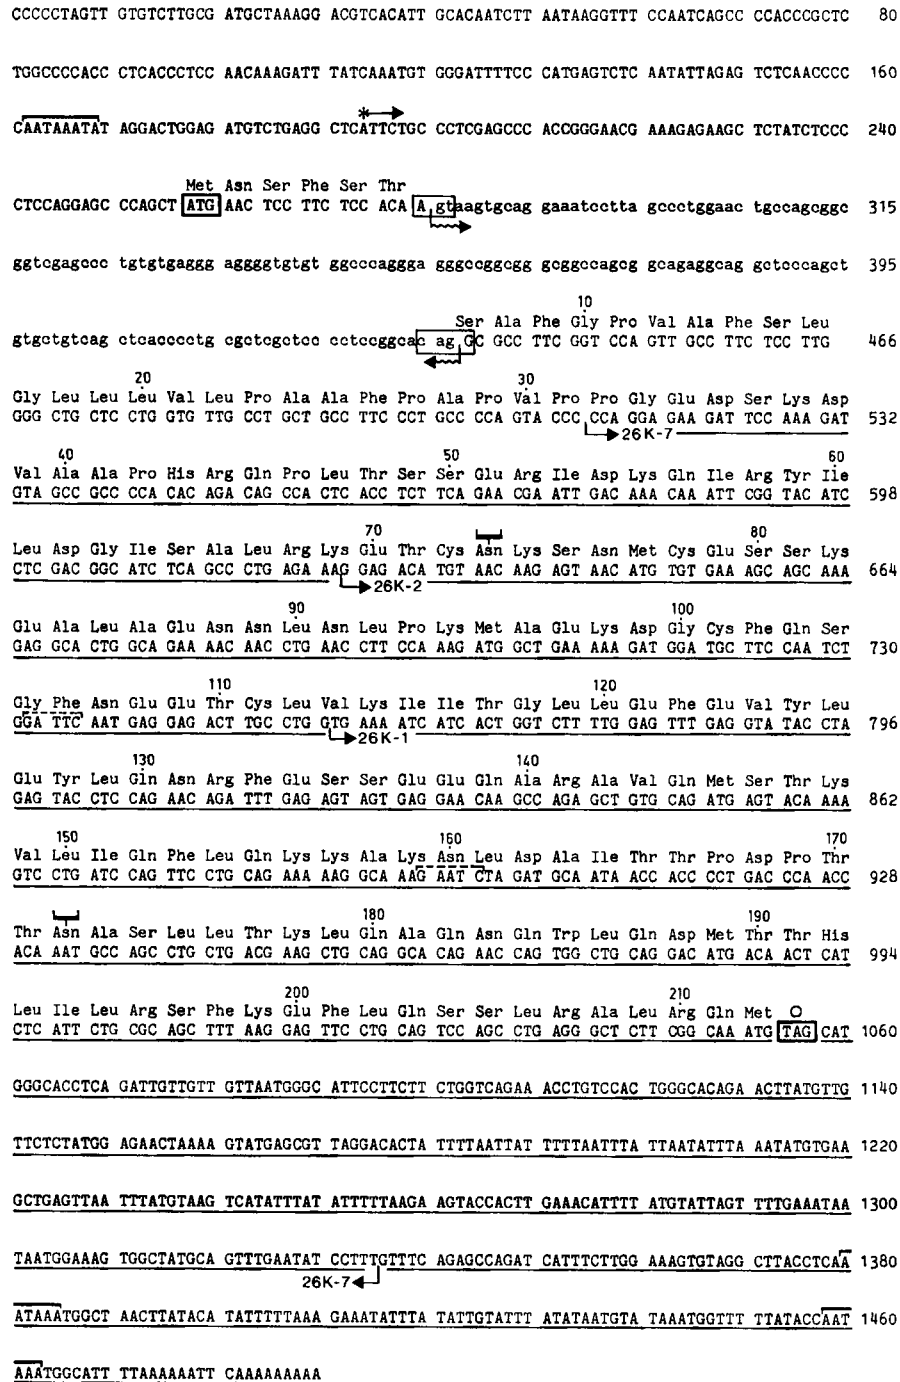 CCCCCTAGTT GTGTCTTGCG ATGCTAAAGG ACGTCACATT GCACAATCTT AATAAGGTTT CCAATCAGCC CCACCCGCTC 80
TGGCCCCACC CTCACCCTCC AACAAAGATT TATCAAATGT GGGATTTTCC CATGAGTCTC AATATTAGAG TCTCAACCCC 160
*
CAATAAATA TAGGACTGGAG ATGTCTGAGG CTCATTCTGC CCTCGAGCCC ACCGGGAACG AAAGAGAAGC TCTATCTCCC 240
Met Asn Ser Phe Ser Thr
CTCCAGGAGC CCCAGCT ATG AAC TCC TTC TCC ACA A gtaagtgcag gaaatcctta gccctggaac tgccagcggc 315
ggtcgagccc tgtgtgaggg aggggtgtgt ggcccaggga gggccggcgg gcggccagcg gcagaggcag gctcccagct 395
10
Ser Ala Phe Gly Pro Val Ala Phe Ser Leu
gtgctgtcag ctcacccctg cgctcgctcc cctccggcac cag GC GCC TTC GGT CCA GTT GCC TTC TCC TTG 466
20 30
Gly Leu Leu Leu Val Leu Pro Ala Ala Phe Pro Ala Pro Val Pro Pro Gly Glu Asp Ser Lys Asp
GGG CTG CTC CTG GTG TTG CCT GCT GCC TTC CCT GCC CCA GTA CCC CCA GGA GAA GAT TCC AAA GAT 532
26K-7
40 50 60
Val Ala Ala Pro His Arg Gln Pro Leu Thr Ser Ser Glu Arg Ile Asp Lys Gln Ile Arg Tyr Ile
GTA GCC GCC CCA CAC AGA CAG CCA CTC ACC TCT TCA GAA CGA ATT GAC AAA CAA ATT CGG TAC ATC 598
70 80
Leu Asp Gly Ile Ser Ala Leu Arg Lys Glu Thr Cys Asn Lys Ser Asn Met Cys Glu Ser Ser Lys
CTC GAC GGC ATC TCA GCC CTG AGA AAG GAG ACA TGT AAC AAG AGT AAC ATG TGT GAA AGC AGC AAA 664
26K-2
90 100
Glu Ala Leu Ala Glu Asn Asn Leu Asn Leu Pro Lys Met Ala Glu Lys Asp Gly Cys Phe Gln Ser
GAG GCA CTG GCA GAA AAC AAC CTG AAC CTT CCA AAG ATG GCT GAA AAA GAT GGA TGC TTC CAA TCT 730
110 120
Gly Phe Asn Glu Glu Thr Cys Leu Val Lys Ile Ile Thr Gly Leu Leu Glu Phe Glu Val Tyr Leu
GGA TTC AAT GAG GAG ACT TGC CTG GTG AAA ATC ATC ACT GGT CTT TTG GAG TTT GAG GTA TAC CTA 796
26K-1
130 140
Glu Tyr Leu Gln Asn Arg Phe Glu Ser Ser Glu Glu Gln Ala Arg Ala Val Gln Met Ser Thr Lys
GAG TAC CTC CAG AAC AGA TTT GAG AGT AGT GAG GAA CAA GCC AGA GCT GTG CAG ATG AGT ACA AAA 862
150 160 170
Val Leu Ile Gln Phe Leu Gln Lys Lys Ala Lys Asn Leu Asp Ala Ile Thr Thr Pro Asp Pro Thr
GTC CTG ATC CAG TTC CTG CAG AAA AAG GCA AAG AAT CTA GAT GCA ATA ACC ACC CCT GAC CCA ACC 928
180 190
Thr Asn Ala Ser Leu Leu Thr Lys Leu Gln Ala Gln Asn Gln Trp Leu Gln Asp Met Thr Thr His
ACA AAT GCC AGC CTG CTG ACG AAG CTG CAG GCA CAG AAC CAG TGG CTG CAG GAC ATG ACA ACT CAT 994
200 210
Leu Ile Leu Arg Ser Phe Lys Glu Phe Leu Gln Ser Ser Leu Arg Ala Leu Arg Gln Met O
CTC ATT CTG CGC AGC TTT AAG GAG TTC CTG CAG TCC AGC CTG AGG GCT CTT CGG CAA ATG TAG CAT 1060
GGGCACCTCA GATTGTTGTT GTTAATGGGC ATTCCTTCTT CTGGTCAGAA ACCTGTCCAC TGGGCACAGA ACTTATGTTG 1140
TTCTCTATGG AGAACTAAAA GTATGAGCGT TAGGACACTA TTTTAATTAT TTTTAATTTA TTAATATTTA AATATGTGAA 1220
GCTGAGTTAA TTTATGTAAG TCATATTTAT ATTTTTAAGA AGTACCACTT GAAACATTTT ATGTATTAGT TTTGAAATAA 1300
TAATGGAAAG TGGCTATGCA GTTTGAATAT CCTTTGTTTC AGAGCCAGAT CATTTCTTGG AAAGTGTAGG CTTACCTCAA 1380
26K-7
ATAAATGGCT AACTTATACA TATTTTTAAA GAAATATTTA TATTGTATTT ATATAATGTA TAAATGGTTT TTATACCAAT 1460
AAATGGCATT TTAAAAAATT CAAAAAAAAA